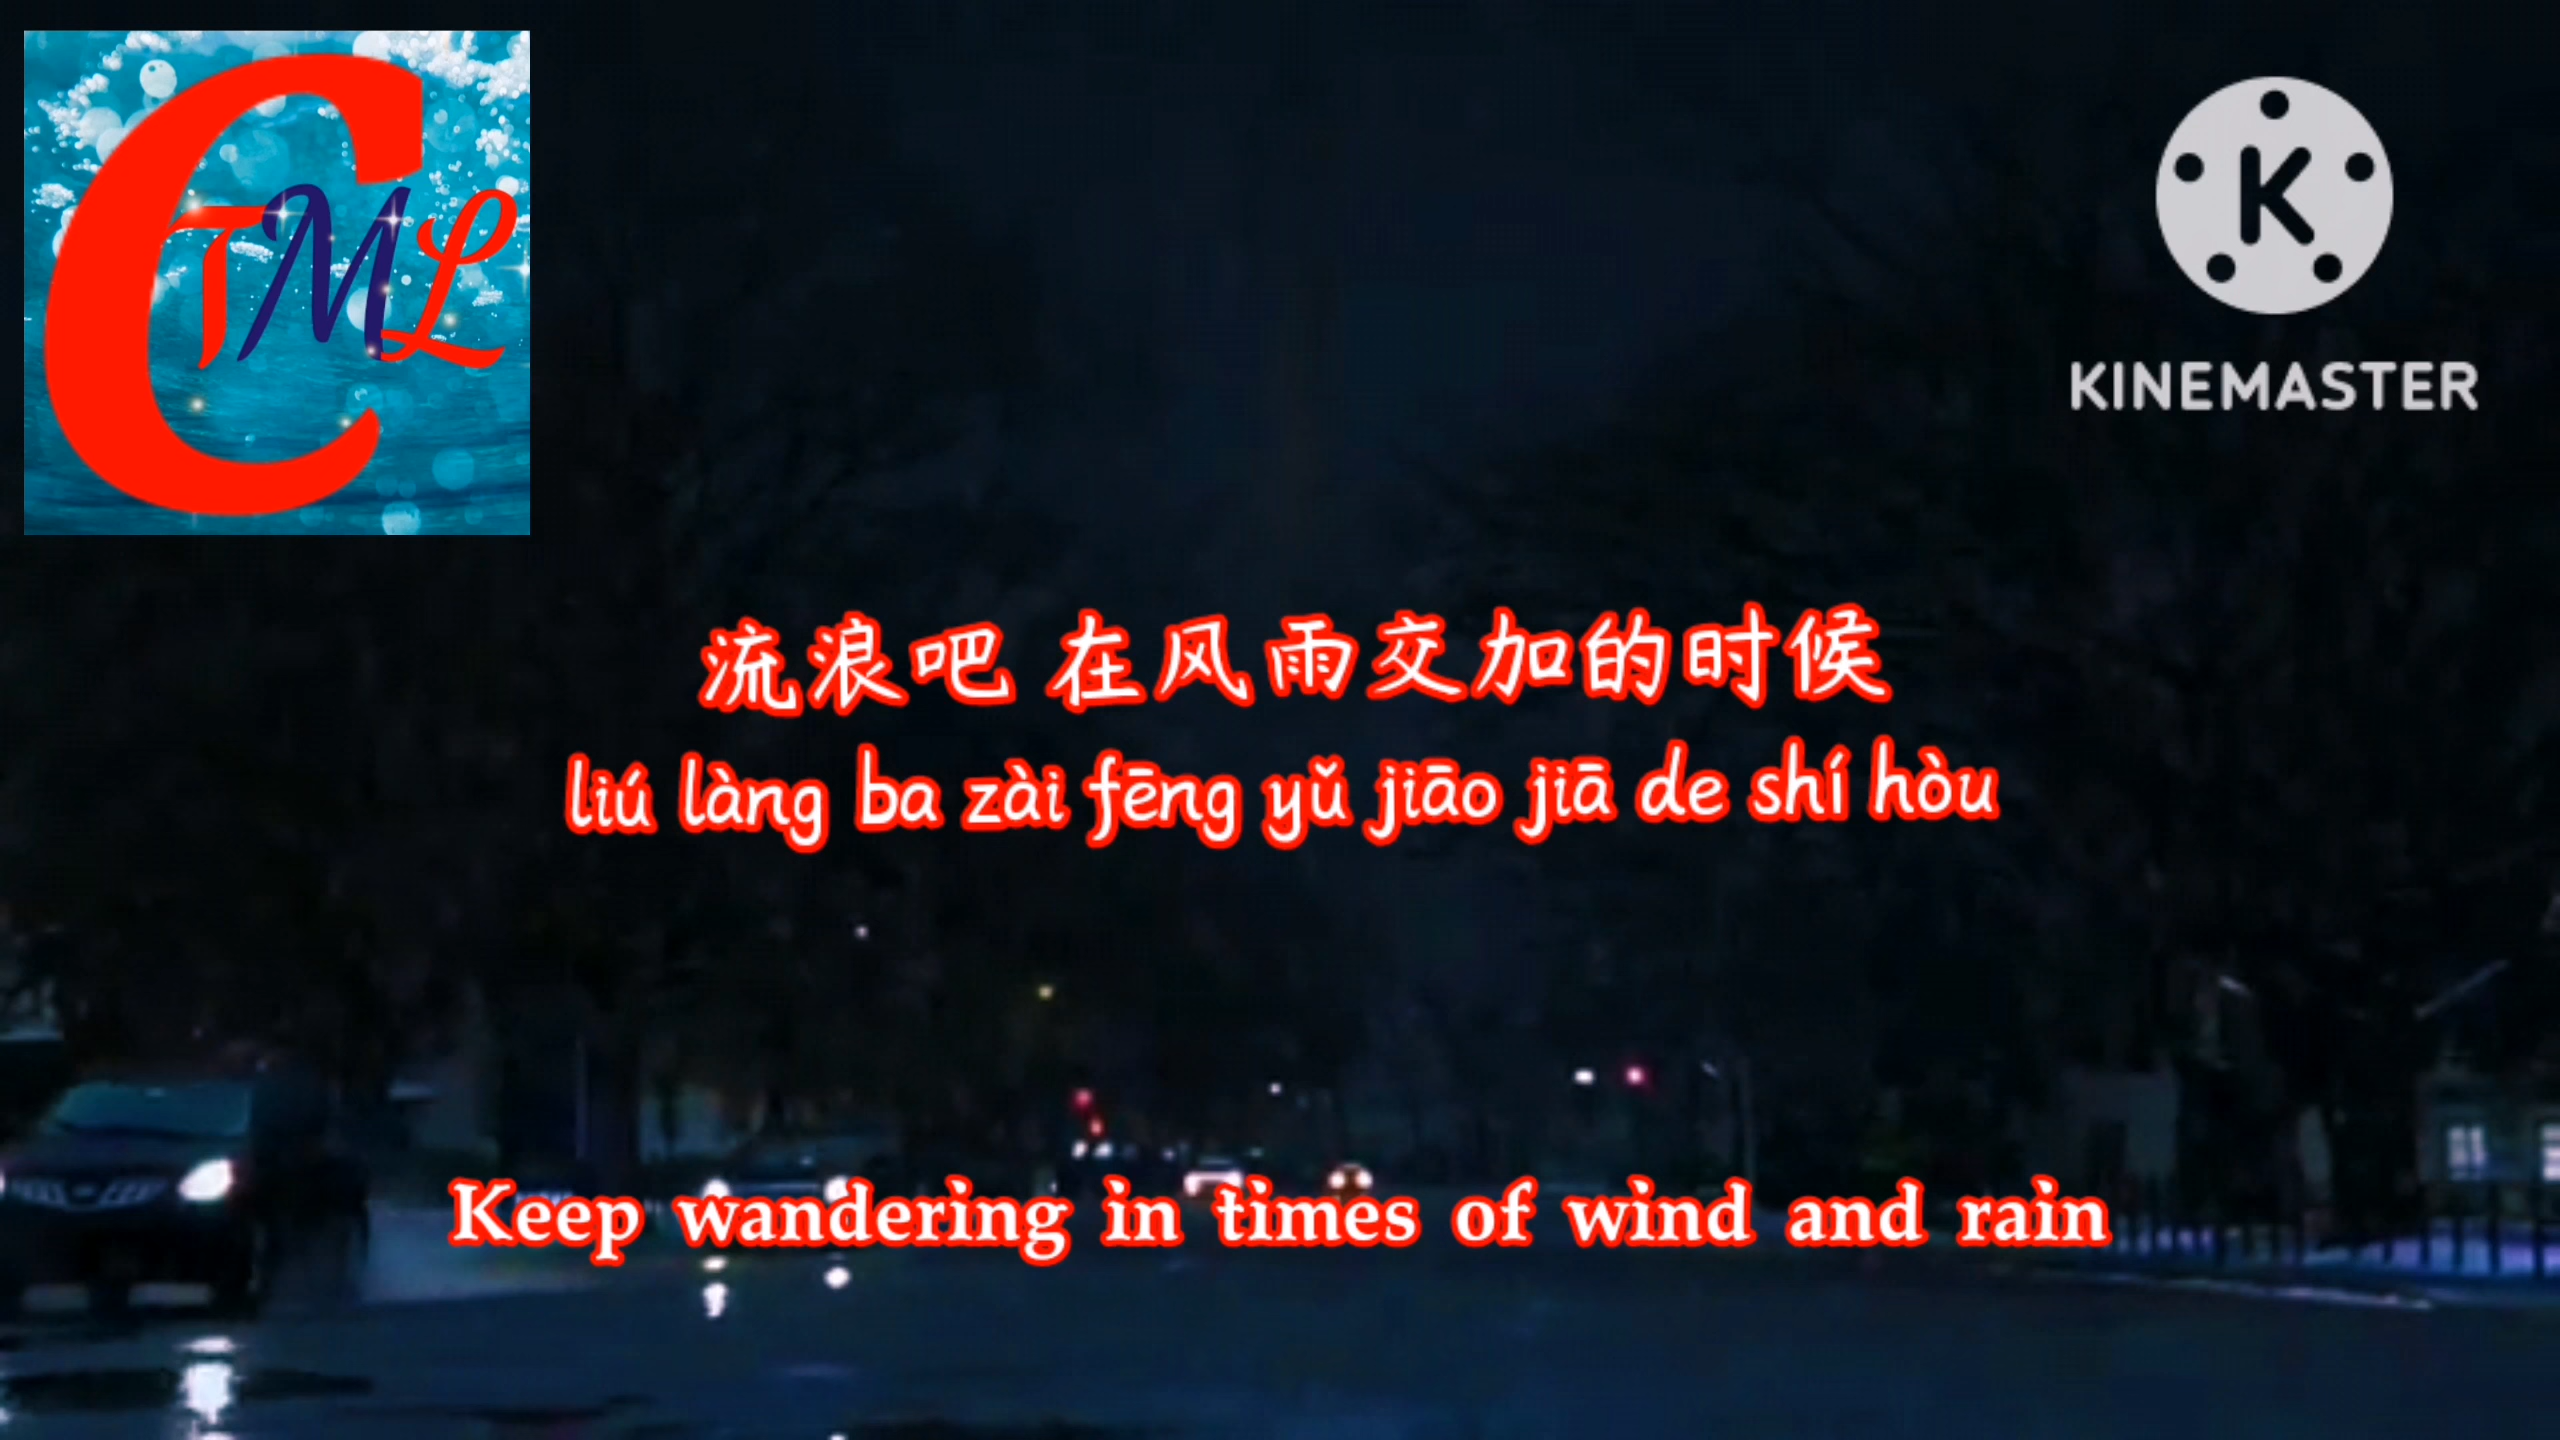 CTML
KINEMASTER
流浪吧 在风雨交加的时候
liú làng ba zài fēng yǔ jiāo jiā de shí hòu
Keep wandering in times of wind and rain